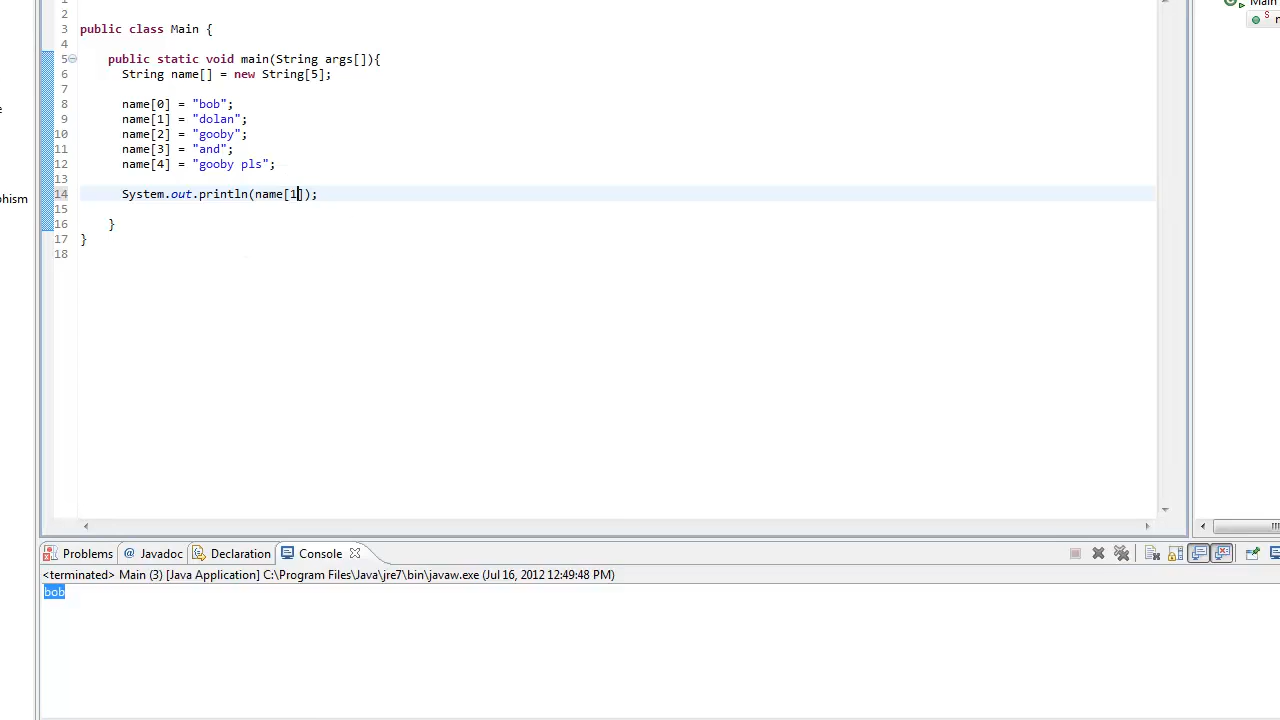 1
2
3 public class Main {
4
5 public static void main(String args[]){
6 String name[] = new String[5];
7
8 name[0] = "bob";
9 name[1] = "dolan";
10 name[2] = "gooby";
11 name[3] = "and";
12 name[4] = "gooby pls";
13
14 System.out.println(name[1]);
15
16 }
17 }
18
Main
phism
Problems @ Javadoc Declaration Console
<terminated> Main (3) [Java Application] C:\Program Files\Java\jre7\bin\javaw.exe (Jul 16, 2012 12:49:48 PM)
bob